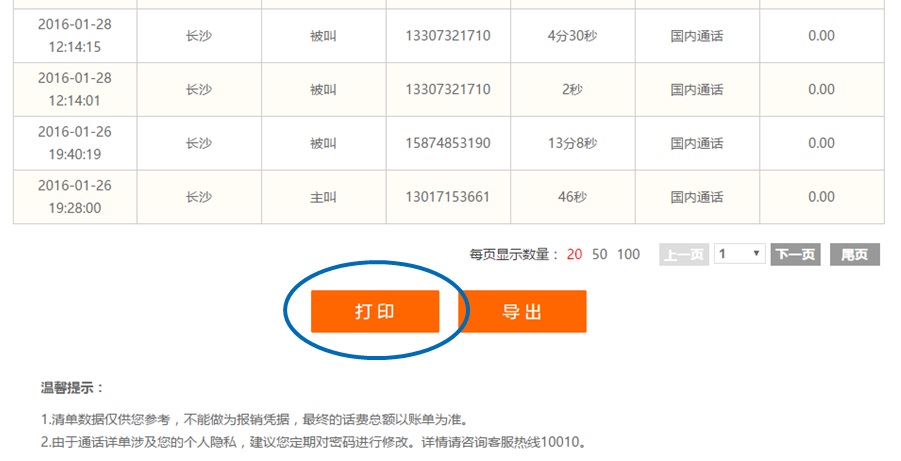 2016-01-28
12:14:15 长沙 被叫 13307321710 4分30秒 国内通话 0.00
2016-01-28
12:14:01 长沙 被叫 13307321710 2秒 国内通话 0.00
2016-01-26
19:40:19 长沙 被叫 15874853190 13分8秒 国内通话 0.00
2016-01-26
19:28:00 长沙 主叫 13017153661 46秒 国内通话 0.00
每页显示数量： 20 50 100 上一页 1 下一页 尾页
打 印 导 出
温馨提示：
1.清单数据仅供您参考，不能做为报销凭据，最终的话费总额以账单为准。
2.由于通话详单涉及您的个人隐私，建议您定期对密码进行修改。详情请咨询客服热线10010。